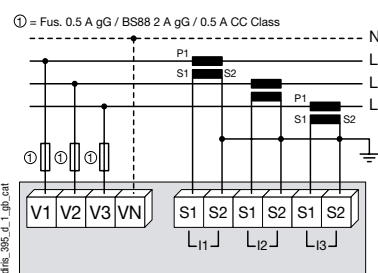 ① = Fus. 0.5 A gG / BS88 2 A gG / 0.5 A CC Class
N
P1
L
S1 S2
L
P1
L
S1 S2
① ① ①
V1 V2 V3 VN S1 S2 S1 S2 S1 S2
I1 I2 I3
diris_395_d_1_gb_cat